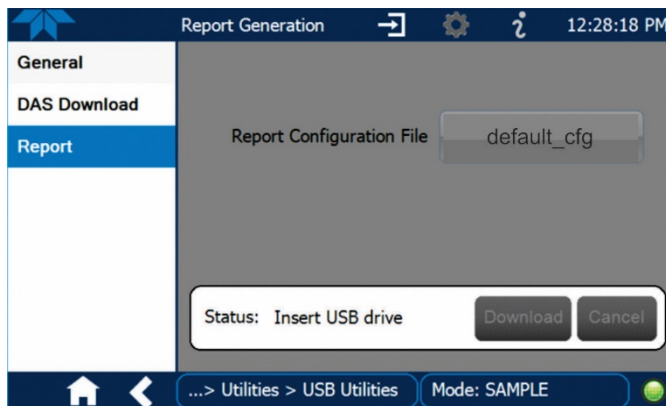 Report Generation
12:28:18 PM
General
DAS Download
Report
Report Configuration File
default_cfg
Status: Insert USB drive
Download
Cancel
...> Utilities > USB Utilities
Mode: SAMPLE